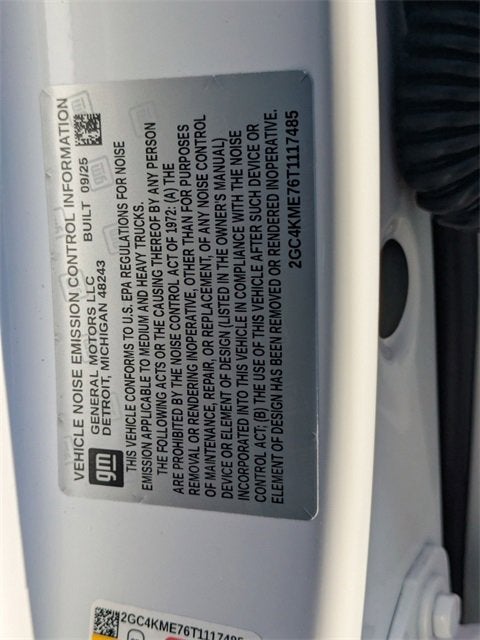 VEHICLE NOISE EMISSION CONTROL INFORMATION
GENERAL MOTORS LLC BUILT 09/25
DETROIT, MICHIGAN 48243
gm
THIS VEHICLE CONFORMS TO U.S. EPA REGULATIONS FOR NOISE
EMISSION APPLICABLE TO MEDIUM AND HEAVY TRUCKS.
THE FOLLOWING ACTS OR THE CAUSING THEREOF BY ANY PERSON
ARE PROHIBITED BY THE NOISE CONTROL ACT OF 1972: (A) THE
REMOVAL OR RENDERING INOPERATIVE, OTHER THAN FOR PURPOSES
OF MAINTENANCE, REPAIR, OR REPLACEMENT, OF ANY NOISE CONTROL
DEVICE OR ELEMENT OF DESIGN (LISTED IN THE OWNER'S MANUAL)
INCORPORATED INTO THIS VEHICLE IN COMPLIANCE WITH THE NOISE
CONTROL ACT; (B) THE USE OF THIS VEHICLE AFTER SUCH DEVICE OR
ELEMENT OF DESIGN HAS BEEN REMOVED OR RENDERED INOPERATIVE.
2GC4KME76T1117485
2GC4KME76T1117485